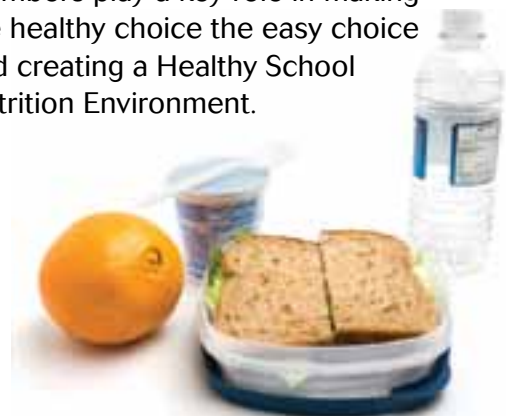 mbers play a key role in making
e healthy choice the easy choice
d creating a Healthy School
trition Environment.